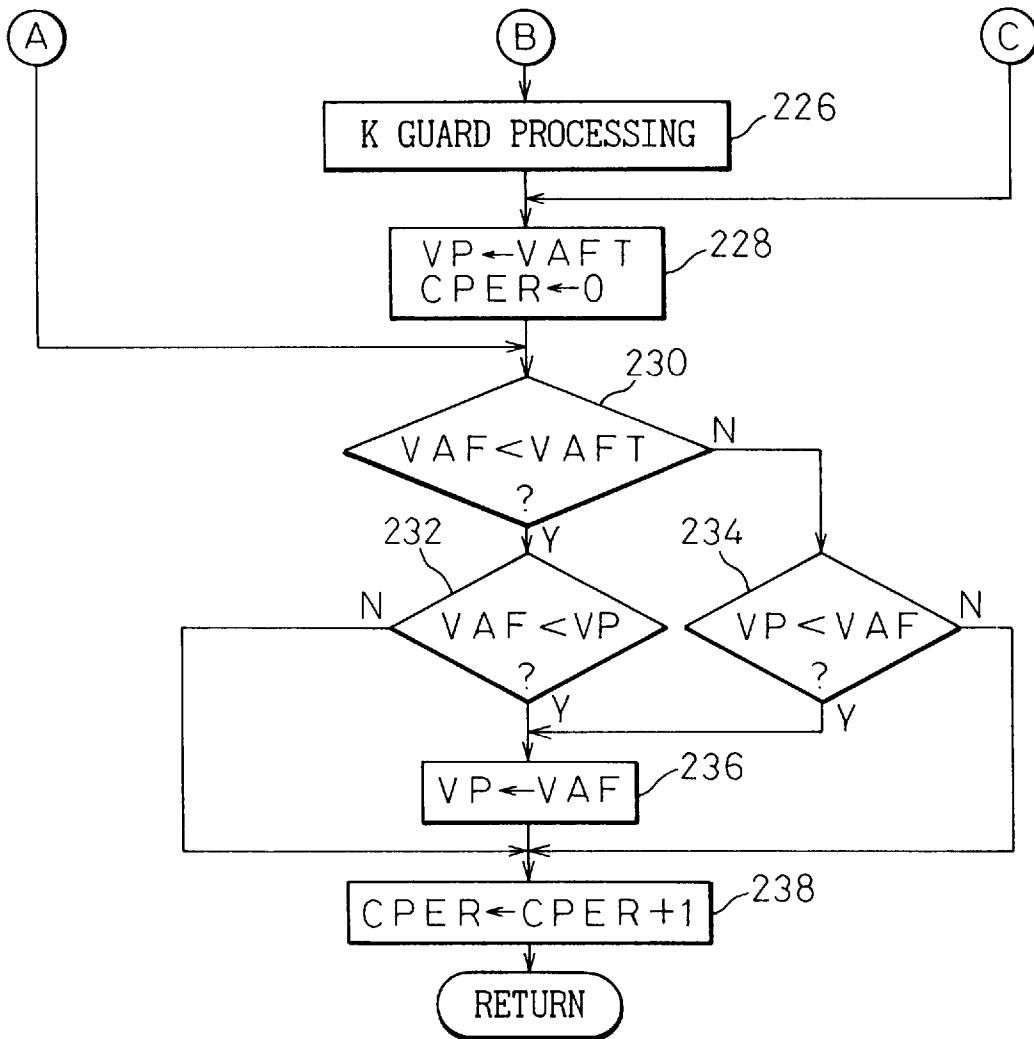 A
B
C
K GUARD PROCESSING
226
VP←VAFT
CPER←0
228
230
VAF<VAFT
?
N
Y
232
234
N
VAF<VP
?
Y
VP<VAF
?
N
Y
VP←VAF
236
CPER←CPER+1
238
RETURN